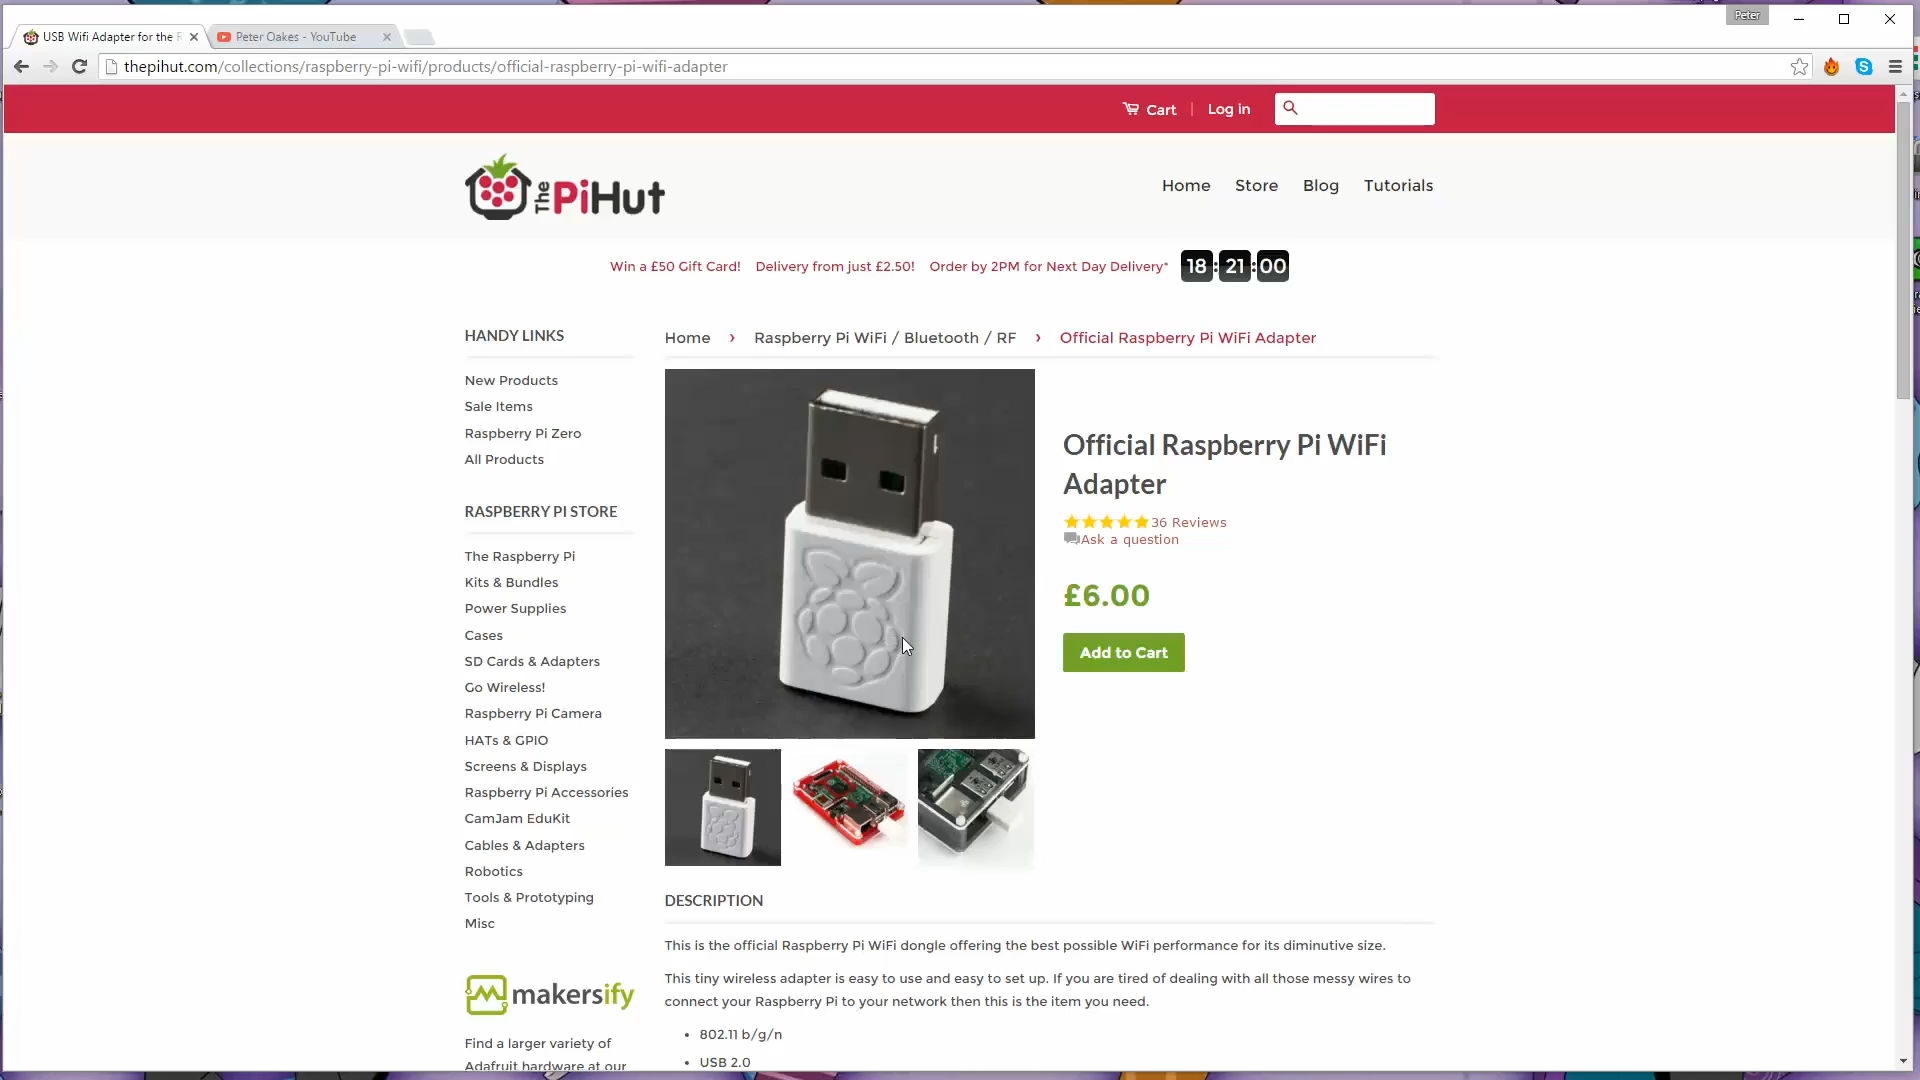 Peter
USB Wifi Adapter for the R
Peter Oakes - YouTube
thepihut.com/collections/raspberry-pi-wifi/products/official-raspberry-pi-wifi-adapter
Cart | Log in
The PiHut
Home Store Blog Tutorials
Win a £50 Gift Card! Delivery from just £2.50! Order by 2PM for Next Day Delivery* 18:21:00
HANDY LINKS
New Products
Sale Items
Raspberry Pi Zero
All Products
RASPBERRY PI STORE
The Raspberry Pi
Kits & Bundles
Power Supplies
Cases
SD Cards & Adapters
Go Wireless!
Raspberry Pi Camera
HATs & GPIO
Screens & Displays
Raspberry Pi Accessories
CamJam EduKit
Cables & Adapters
Robotics
Tools & Prototyping
Misc
makersify
Find a larger variety of
Adafruit hardware at our
Home › Raspberry Pi WiFi / Bluetooth / RF › Official Raspberry Pi WiFi Adapter
Official Raspberry Pi WiFi
Adapter
36 Reviews
Ask a question
£6.00
Add to Cart
DESCRIPTION
This is the official Raspberry Pi WiFi dongle offering the best possible WiFi performance for its diminutive size.
This tiny wireless adapter is easy to use and easy to set up. If you are tired of dealing with all those messy wires to
connect your Raspberry Pi to your network then this is the item you need.
• 802.11 b/g/n
• USB 2.0